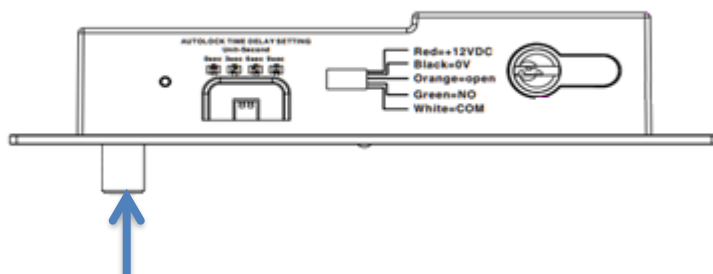 AUTOLOCK TIME DELAY SETTING
Unit-Second
Red=+12VDC
Black=0V
Orange=open
Green=NO
White=COM